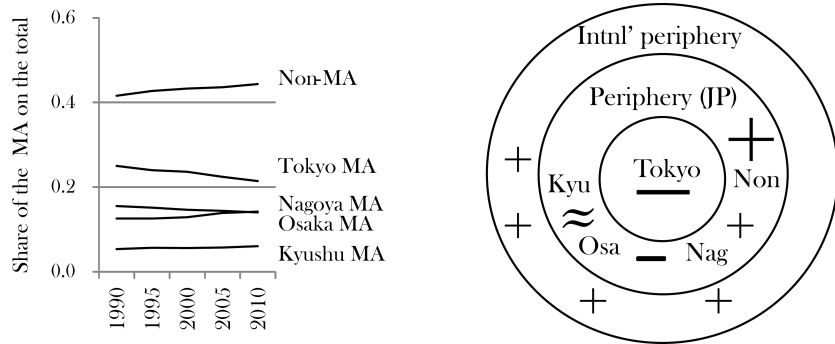 Share of the MA on the total
0.6
0.4
0.2
0.0
Non-MA
Tokyo MA
Nagoya MA
Osaka MA
Kyushu MA
1990
1995
2000
2005
2010
Intnl' periphery
Periphery (JP)
Tokyo
Kyu
Non
≈
Osa
Nag